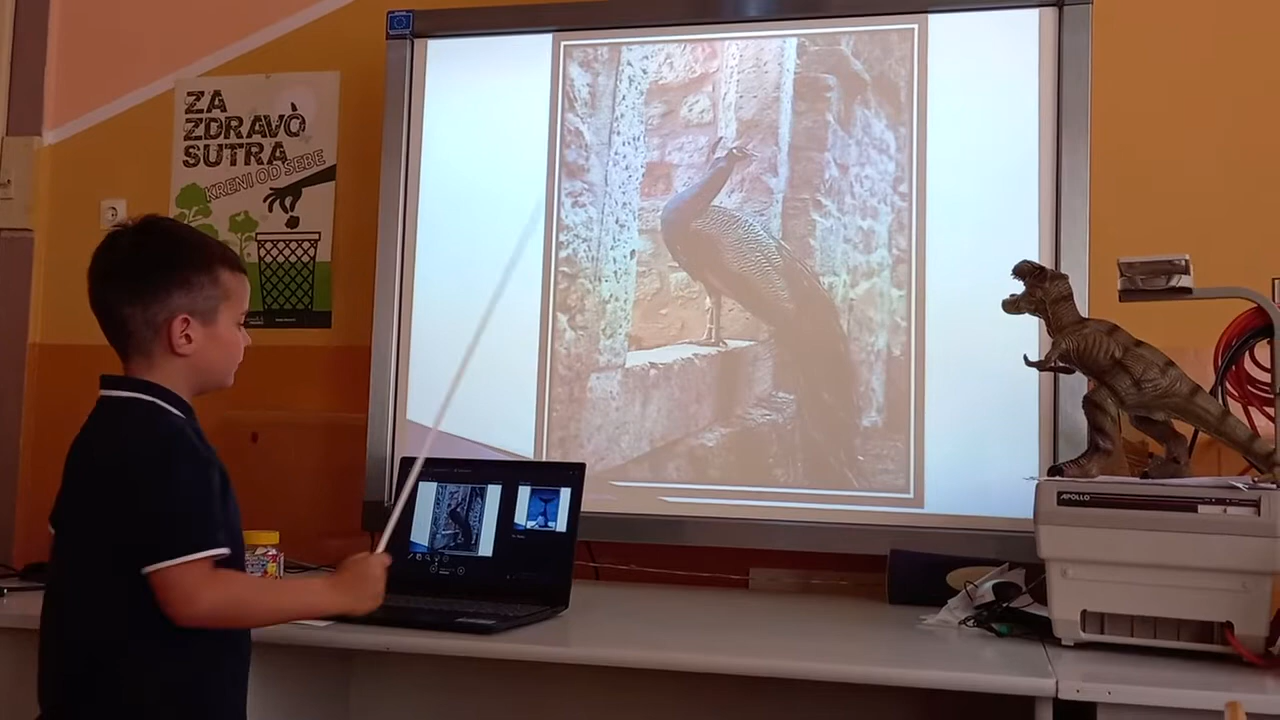 ZA
ZDRAVO
SUTRA
KRENI OD SEBE
APOLLO